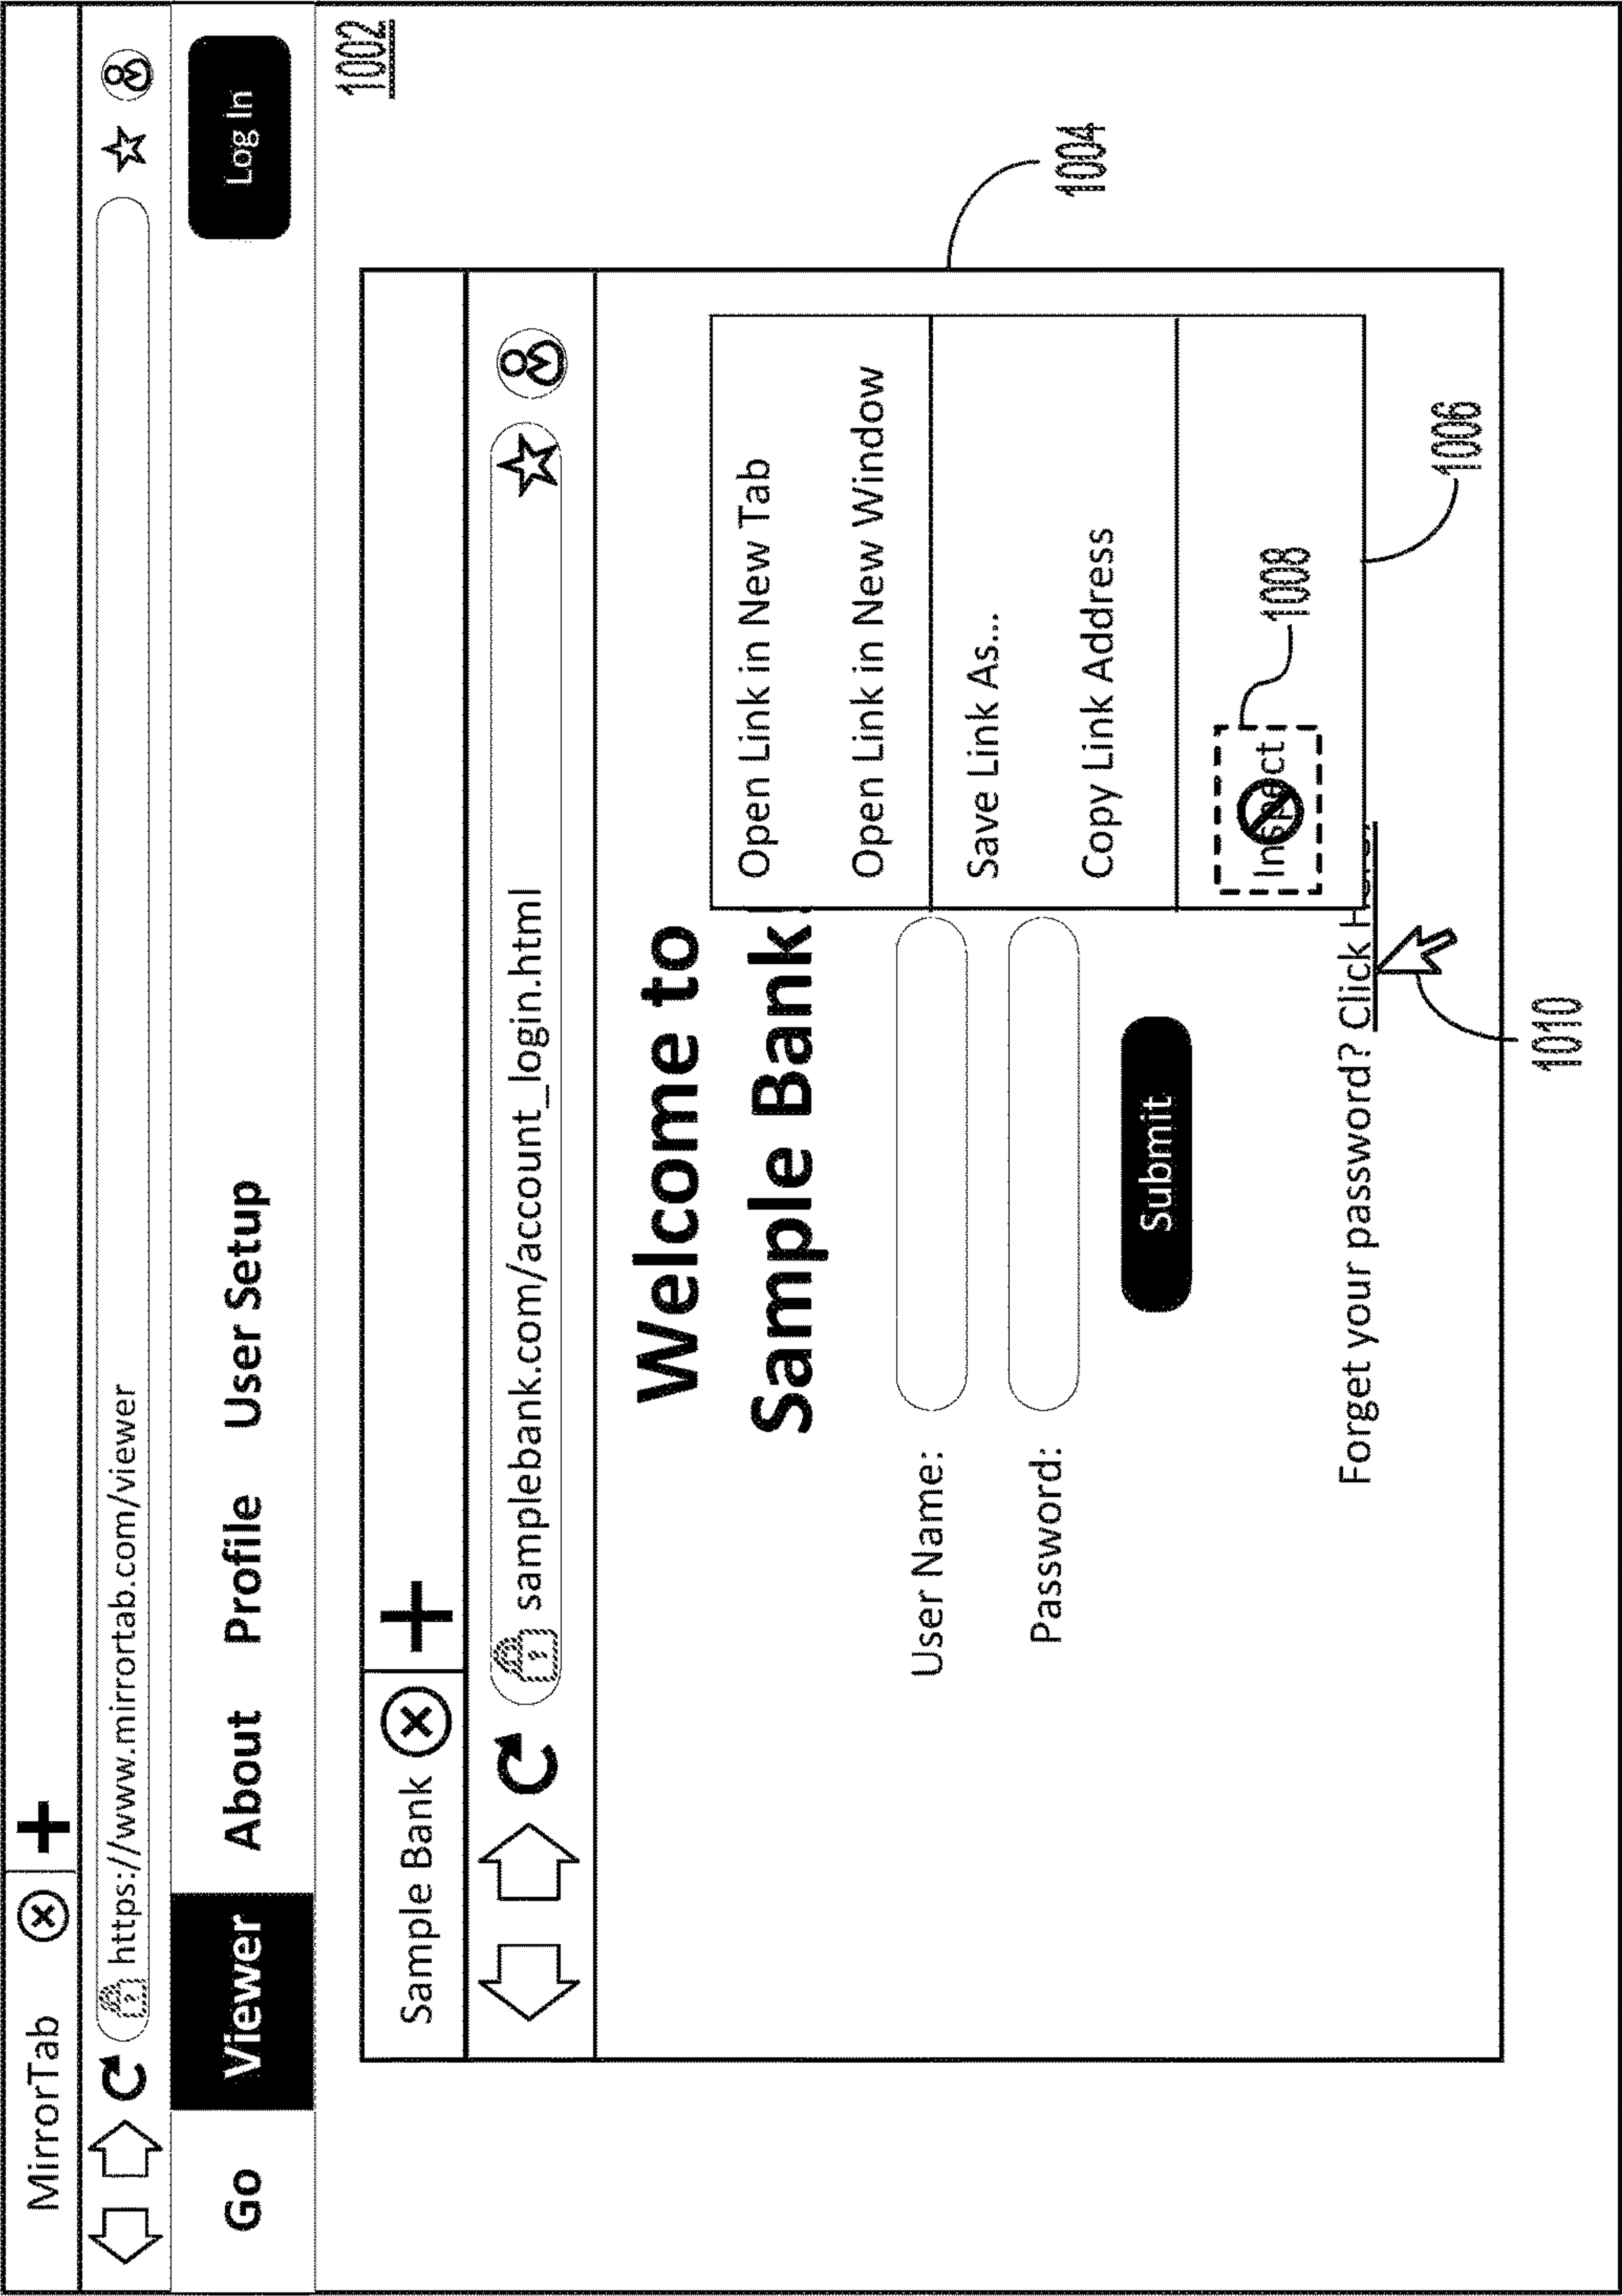 MirrorTab
https://www.mirrortab.com/viewer
Go Viewer About Profile User Setup Log In
1002
Sample Bank
samplebank.com/account_login.html
1004
Welcome to
Sample Bank
User Name:
Password:
Submit
Forget your password? Click
Open Link in New Tab
Open Link in New Window
Save Link As...
Copy Link Address
Inspect
1008
1006
1010